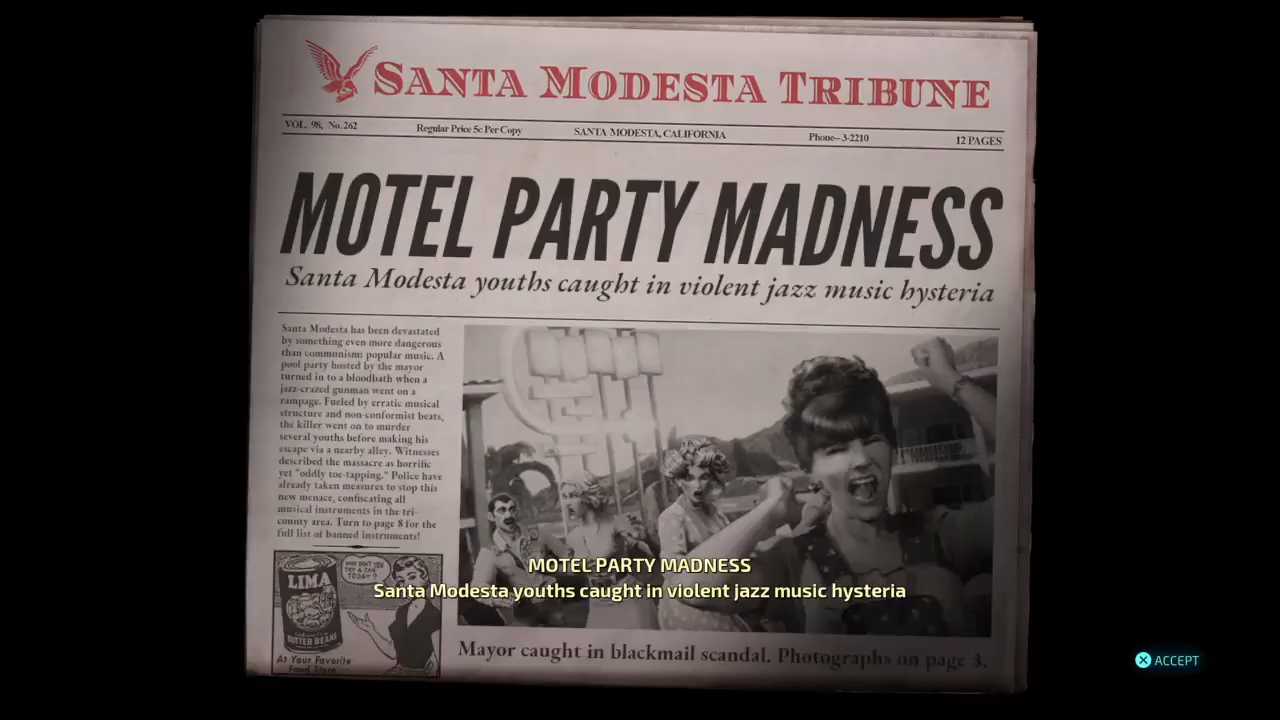 SANTA MODESTA TRIBUNE
VOL. 98, No. 262
Regular Price 5c Per Copy
SANTA MODESTA, CALIFORNIA
Phone–3-2210
12 PAGES
MOTEL PARTY MADNESS
Santa Modesta youths caught in violent jazz music hysteria
Santa Modesta has been devastated
by something even more dangerous
than communism: popular music. A
pool party hosted by the mayor
turned in to a bloodbath when a
jazz-crazed gunman went on a
rampage. Fueled by erratic musical
structure and non-conformist beats,
the killer went on to murder
several youths before making his
escape via a nearby alley. Witnesses
described the massacre as horrific
yet "oddly toe-tapping." Police have
already taken measures to stop this
new menace, confiscating all
musical instruments in the tri-
county area. Turn to page 8 for the
full list of banned instruments!
WHY DON'T YOU
TRY A CAN
TODAY?
LIMA
BUTTER BEANS
At Your Favorite
Food Store
MOTEL PARTY MADNESS
Santa Modesta youths caught in violent jazz music hysteria
Mayor caught in blackmail scandal. Photographs on page 3.
ACCEPT